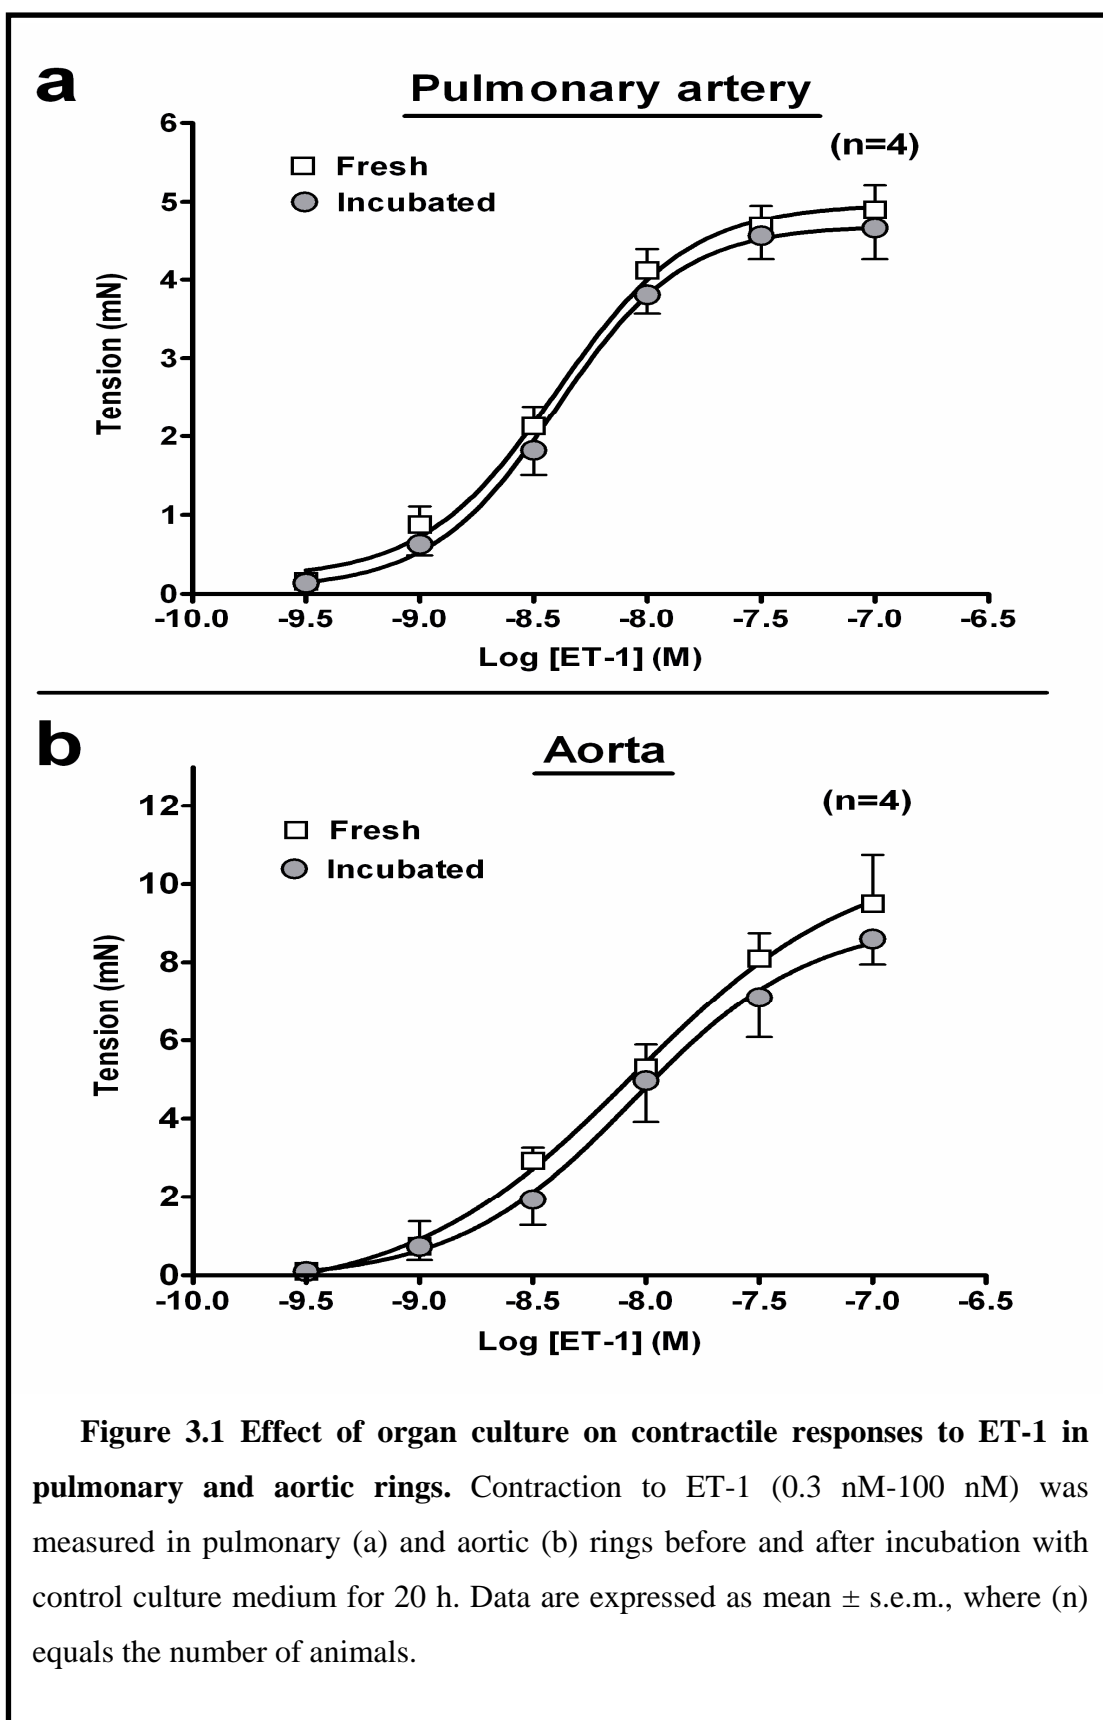 a
Pulmonary artery
(n=4)
Fresh
Incubated
6
5
4
3
2
1
0
Tension (mN)
-10.0 -9.5 -9.0 -8.5 -8.0 -7.5 -7.0 -6.5
Log [ET-1] (M)
b
Aorta
(n=4)
Fresh
Incubated
12
10
8
6
4
2
0
Tension (mN)
-10.0 -9.5 -9.0 -8.5 -8.0 -7.5 -7.0 -6.5
Log [ET-1] (M)
Figure 3.1 Effect of organ culture on contractile responses to ET-1 in
pulmonary and aortic rings. Contraction to ET-1 (0.3 nM-100 nM) was
measured in pulmonary (a) and aortic (b) rings before and after incubation with
control culture medium for 20 h. Data are expressed as mean ± s.e.m., where (n)
equals the number of animals.